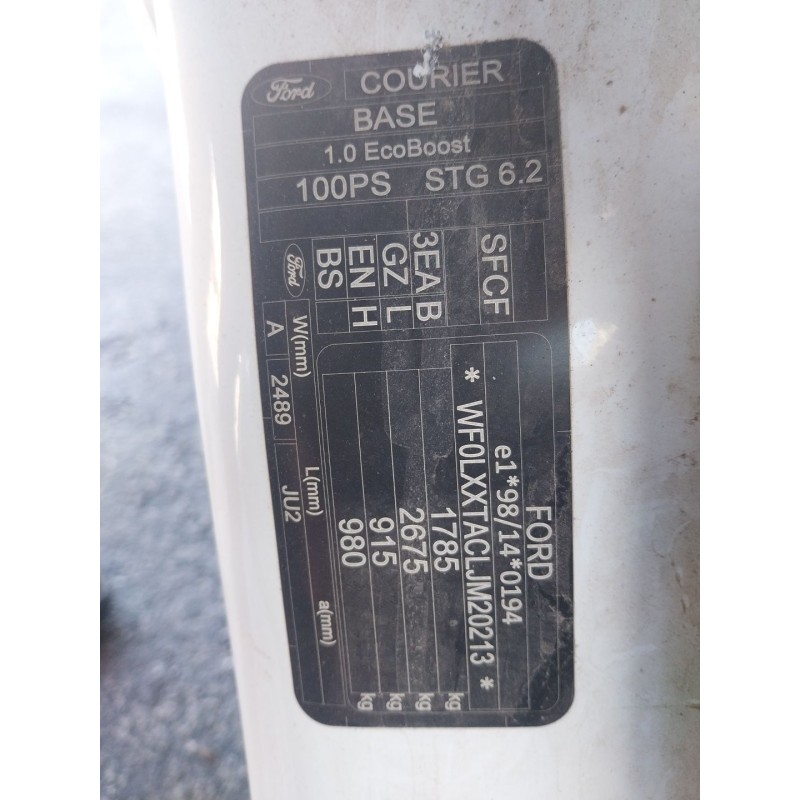 Ford COURIER
BASE
1.0 EcoBoost
100PS STG 6.2
SFCF
3EA B
GZ L
EN H
BS
Ford
FORD
e1*98/14*0194
* WF0LXXTACLJM20213 *
1785 kg
2675 kg
915 kg
980 kg
W(mm) L(mm) a(mm)
A 2489 JU2